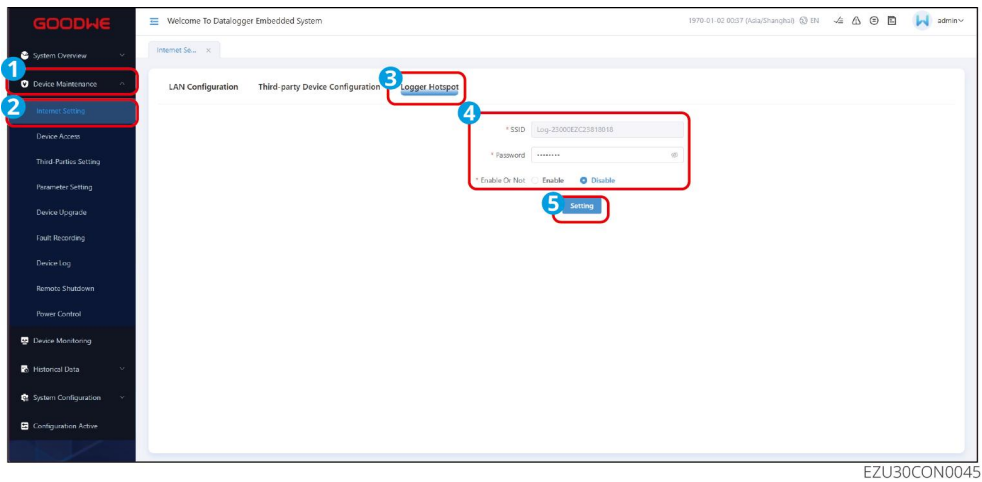 GOODWE
Welcome To Datalogger Embedded System
1970-01-02 00:37 (Asia/Shanghai) EN admin
System Overview
Internet Se... ×
1
Device Maintenance
LAN Configuration Third-party Device Configuration 3 Logger Hotspot
2
Internet Setting
4
* SSID Log-23000EZC23818018
Device Access
* Password ········
Third-Parties Setting
* Enable Or Not Enable Disable
Parameter Setting
5 Setting
Device Upgrade
Fault Recording
Device Log
Remote Shutdown
Power Control
Device Monitoring
Historical Data
System Configuration
Configuration Active
EZU30CON0045